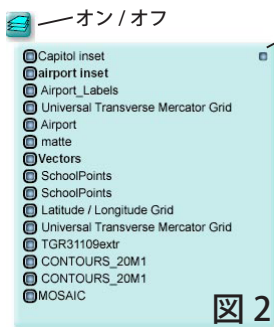 オン / オフ
Capitol inset
airport inset
Airport_Labels
Universal Transverse Mercator Grid
Airport
matte
Vectors
SchoolPoints
SchoolPoints
Latitude / Longitude Grid
Universal Transverse Mercator Grid
TGR31109extr
CONTOURS_20M1
CONTOURS_20M1
MOSAIC
図 2